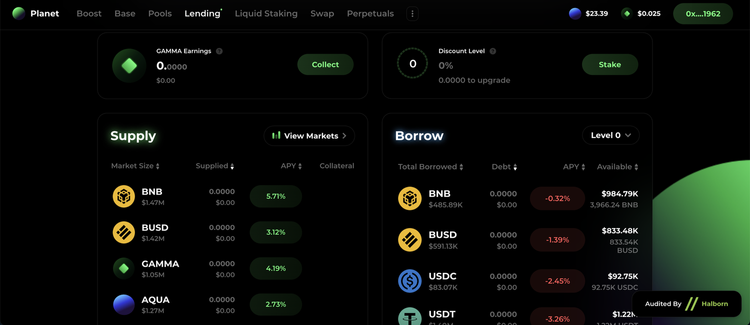 Planet Boost Base Pools Lending Liquid Staking Swap Perpetuals $23.39 $0.025 0x....1962
GAMMA Earnings ?
0.0000
$0.00
Collect
0
Discount Level ?
0%
0.0000 to upgrade
Stake
Supply
View Markets
Market Size Supplied APY Collateral
BNB 0.0000
$1.47M $0.00
5.71%
BUSD 0.0000
$1.42M $0.00
3.12%
GAMMA 0.0000
$1.05M $0.00
4.19%
AQUA 0.0000
$1.27M $0.00
2.73%
Borrow
Level 0
Total Borrowed Debt APY Available
BNB 0.0000 $984.79K
$485.89K $0.00 3,966.24 BNB
-0.32%
BUSD 0.0000 $833.48K
$591.13K $0.00 833.54K
BUSD
-1.39%
USDC 0.0000 $92.75K
$83.07K $0.00 92.75K USDC
-2.45%
USDT 0.0000 $1.22M
$0.00
-3.26%
Audited By Halborn